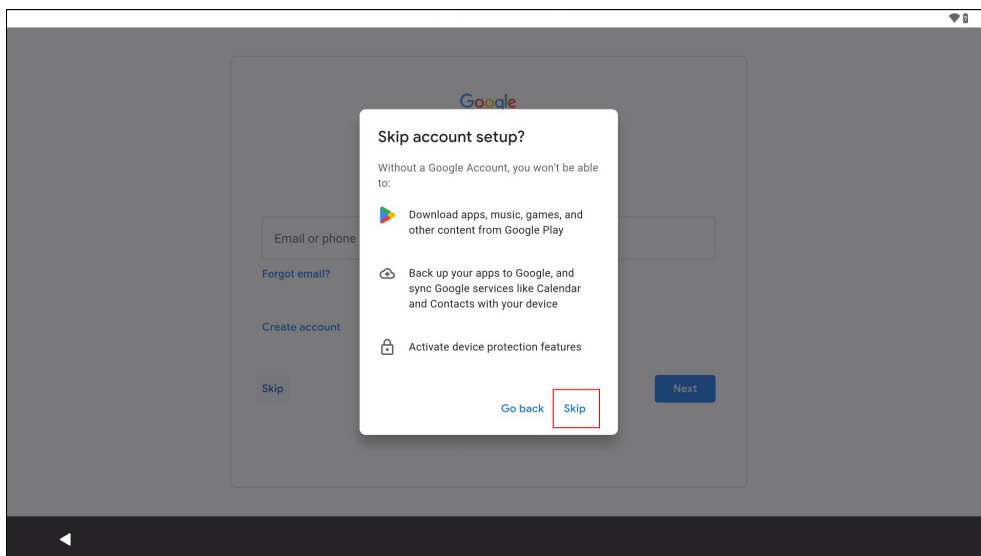 Google
Skip account setup?
Without a Google Account, you won't be able
to:
Download apps, music, games, and
other content from Google Play
Back up your apps to Google, and
sync Google services like Calendar
and Contacts with your device
Activate device protection features
Go back Skip
Email or phone
Forgot email?
Create account
Skip
Next